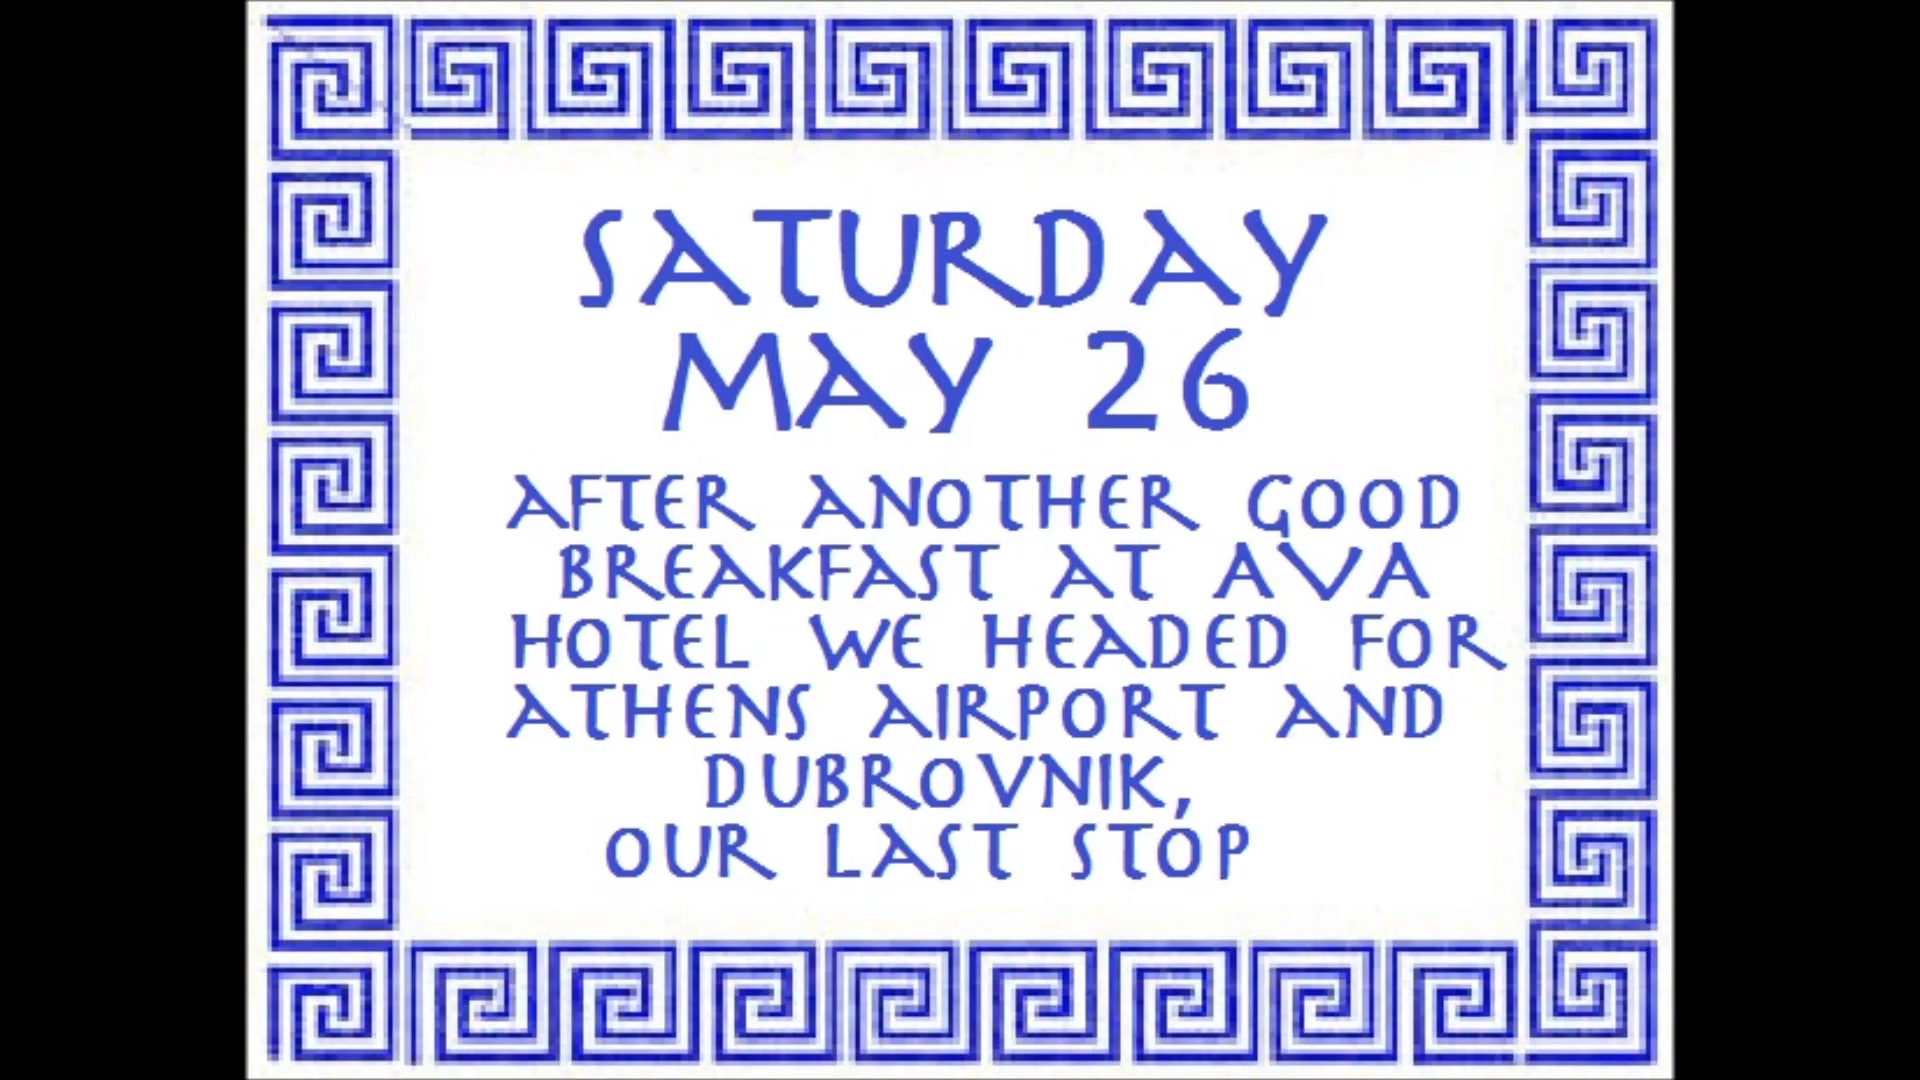 SATURDAY
MAY 26
AFTER ANOTHER GOOD
BREAKFAST AT AVA
HOTEL WE HEADED FOR
ATHENS AIRPORT AND
DUBROVNIK,
OUR LAST STOP